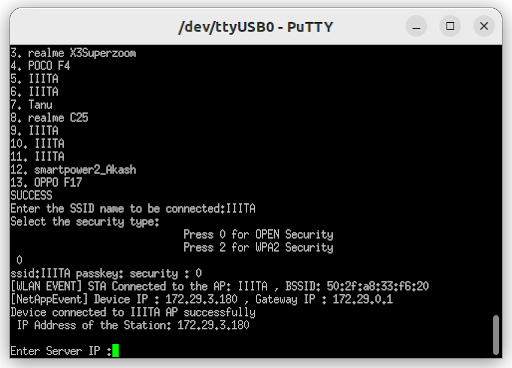 /dev/ttyUSB0 - PuTTY
3. realme X3Superzoom
4. POCO F4
5. IIITA
6. IIITA
7. Tanu
8. realme C25
9. IIITA
10. IIITA
11. IIITA
12. smartpower2_Akash
13. OPPO F17
SUCCESS
Enter the SSID name to be connected:IIITA
Select the security type:
Press 0 for OPEN Security
Press 2 for WPA2 Security
0
ssid:IIITA passkey: security : 0
[WLAN EVENT] STA Connected to the AP: IIITA , BSSID: 50:2f:a8:33:f6:20
[NetAppEvent] Device IP : 172.29.3.180 , Gateway IP : 172.29.0.1
Device connected to IIITA AP successfully
IP Address of the Station: 172.29.3.180
Enter Server IP :